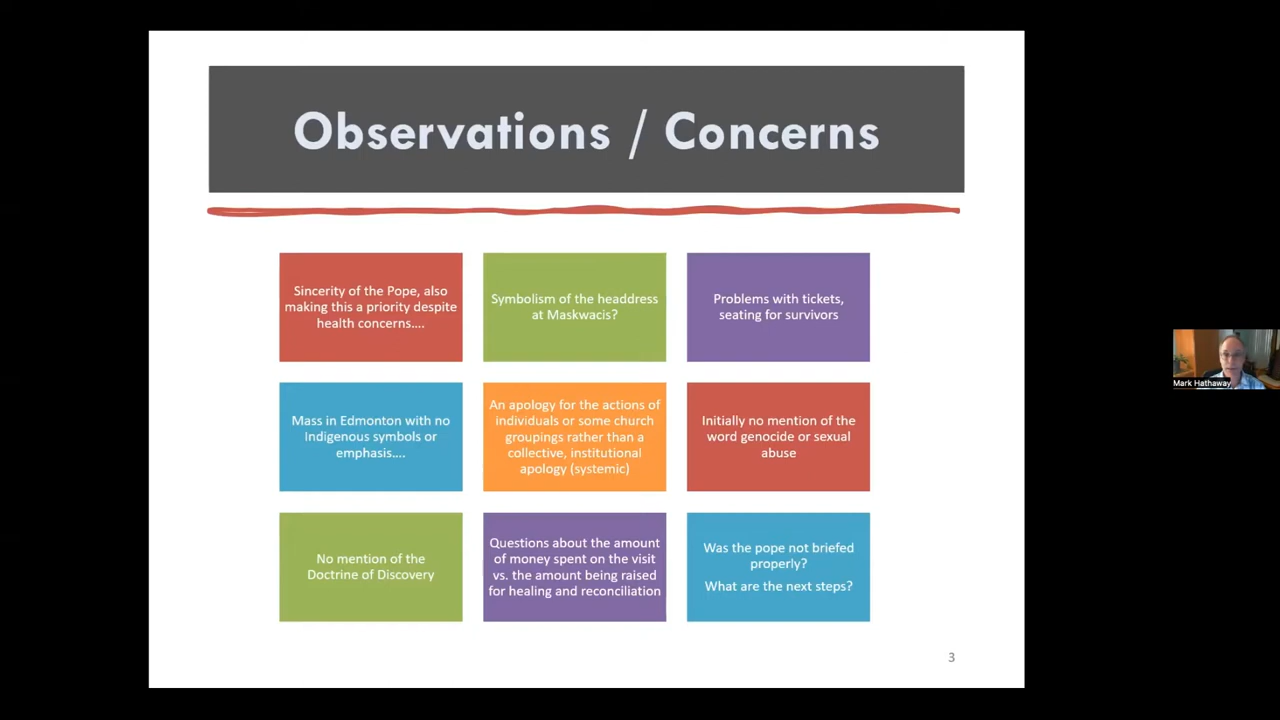 Observations / Concerns
Sincerity of the Pope, also
making this a priority despite
health concerns....
Symbolism of the headdress
at Maskwacis?
Problems with tickets,
seating for survivors
Mass in Edmonton with no
Indigenous symbols or
emphasis....
An apology for the actions of
individuals or some church
groupings rather than a
collective, institutional
apology (systemic)
Initially no mention of the
word genocide or sexual
abuse
No mention of the
Doctrine of Discovery
Questions about the amount
of money spent on the visit
vs. the amount being raised
for healing and reconciliation
Was the pope not briefed
properly?
What are the next steps?
3
Mark Hathaway